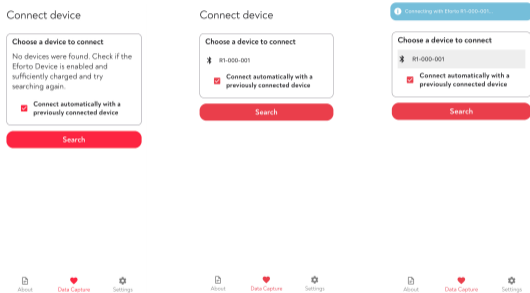 Connect device
Choose a device to connect
No devices were found. Check if the
Eforto Device is enabled and
sufficiently charged and try
searching again.
Connect automatically with a
previously connected device
Search
About
Data Capture
Settings
Connect device
Choose a device to connect
R1-000-001
Connect automatically with a
previously connected device
Search
About
Data Capture
Settings
Connecting with Eforto R1-000-001...
Choose a device to connect
R1-000-001
Connect automatically with a
previously connected device
Search
About
Data Capture
Settings